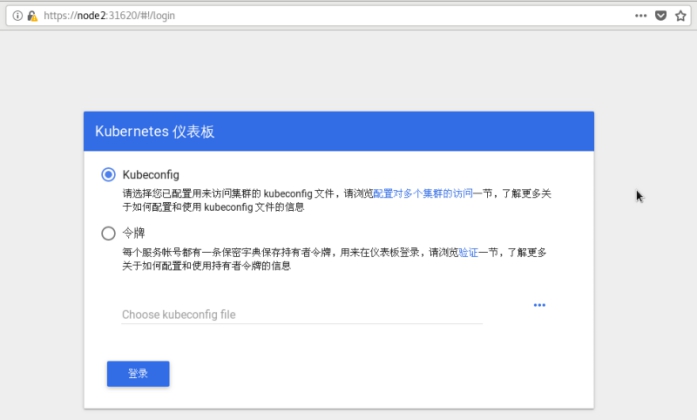 https://node2:31620/#!/login
Kubernetes 仪表板
Kubeconfig
请选择您已配置用来访问集群的 kubeconfig 文件，请浏览配置对多个集群的访问一节，了解更多关
于如何配置和使用 kubeconfig 文件的信息
令牌
每个服务帐号都有一条保密字典保存持有者令牌，用来在仪表板登录，请浏览验证一节，了解更多
关于如何配置和使用持有者令牌的信息
Choose kubeconfig file
登录